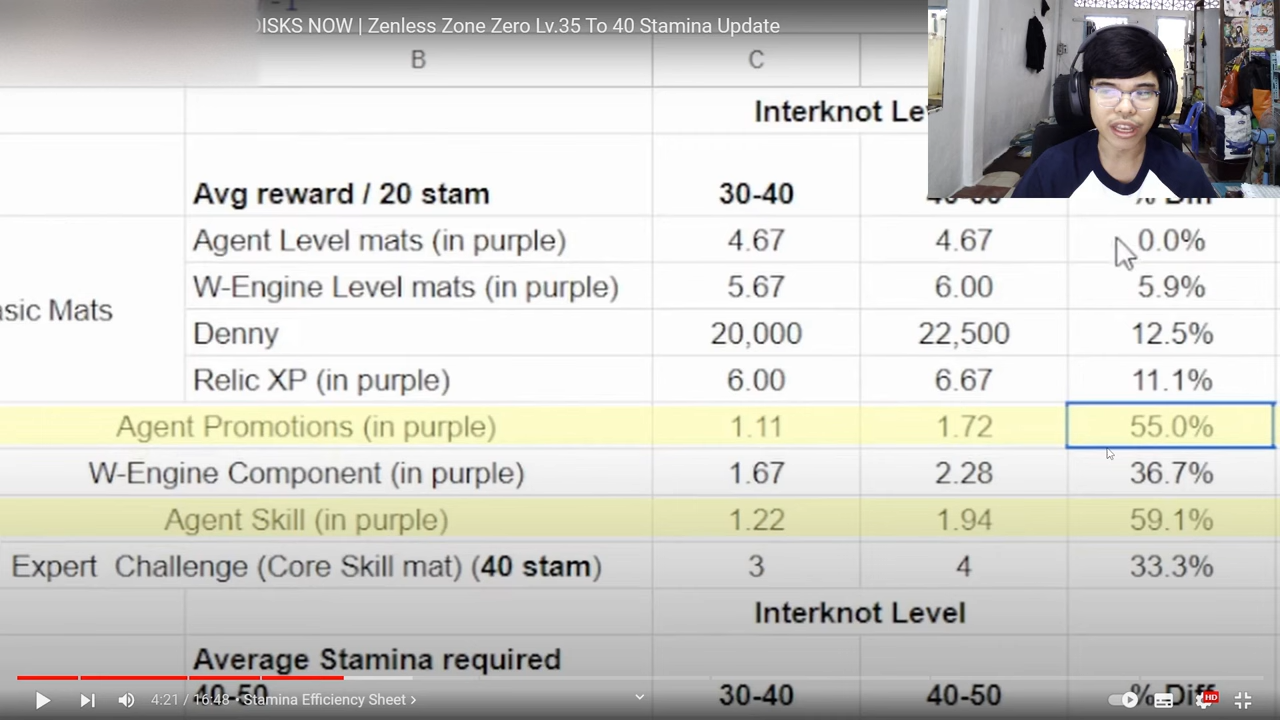 DISKS NOW | Zenless Zone Zero Lv.35 To 40 Stamina Update
B C
Interknot Le
Avg reward / 20 stam 30-40 % Diff
Agent Level mats (in purple) 4.67 4.67 0.0%
W-Engine Level mats (in purple) 5.67 6.00 5.9%
asic Mats
Denny 20,000 22,500 12.5%
Relic XP (in purple) 6.00 6.67 11.1%
Agent Promotions (in purple) 1.11 1.72 55.0%
W-Engine Component (in purple) 1.67 2.28 36.7%
Agent Skill (in purple) 1.22 1.94 59.1%
Expert Challenge (Core Skill mat) (40 stam) 3 4 33.3%
Interknot Level
Average Stamina required
40-50 30-40 40-50 % Diff
4:21 / 16:48 • Stamina Efficiency Sheet >
HD